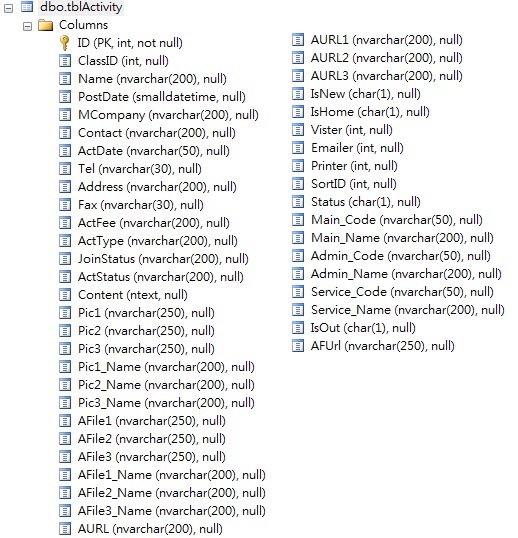 dbo.tblActivity
Columns
ID (PK, int, not null)
ClassID (int, null)
Name (nvarchar(200), null)
PostDate (smalldatetime, null)
MCompany (nvarchar(200), null)
Contact (nvarchar(200), null)
ActDate (nvarchar(50), null)
Tel (nvarchar(30), null)
Address (nvarchar(200), null)
Fax (nvarchar(30), null)
ActFee (nvarchar(200), null)
ActType (nvarchar(200), null)
JoinStatus (nvarchar(200), null)
ActStatus (nvarchar(200), null)
Content (ntext, null)
Pic1 (nvarchar(250), null)
Pic2 (nvarchar(250), null)
Pic3 (nvarchar(250), null)
Pic1_Name (nvarchar(200), null)
Pic2_Name (nvarchar(200), null)
Pic3_Name (nvarchar(200), null)
AFile1 (nvarchar(250), null)
AFile2 (nvarchar(250), null)
AFile3 (nvarchar(250), null)
AFile1_Name (nvarchar(200), null)
AFile2_Name (nvarchar(200), null)
AFile3_Name (nvarchar(200), null)
AURL (nvarchar(200), null)
AURL1 (nvarchar(200), null)
AURL2 (nvarchar(200), null)
AURL3 (nvarchar(200), null)
IsNew (char(1), null)
IsHome (char(1), null)
Vister (int, null)
Emailer (int, null)
Printer (int, null)
SortID (int, null)
Status (char(1), null)
Main_Code (nvarchar(50), null)
Main_Name (nvarchar(200), null)
Admin_Code (nvarchar(50), null)
Admin_Name (nvarchar(200), null)
Service_Code (nvarchar(50), null)
Service_Name (nvarchar(200), null)
IsOut (char(1), null)
AFUrl (nvarchar(250), null)